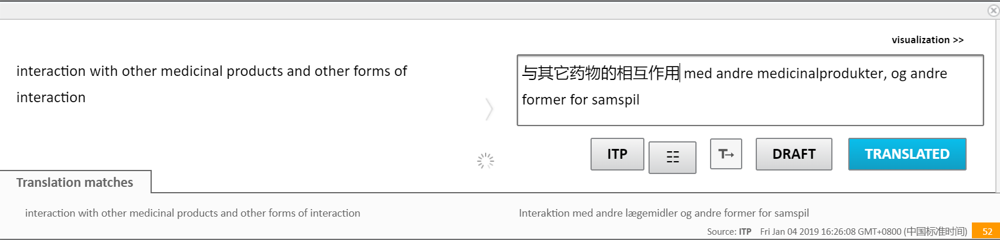 visualization >>
interaction with other medicinal products and other forms of
interaction
与其它药物的相互作用 med andre medicinalprodukter, og andre
former for samspil
ITP
DRAFT
TRANSLATED
Translation matches
interaction with other medicinal products and other forms of interaction
Interaktion med andre lægemidler og andre former for samspil
Source: ITP Fri Jan 04 2019 16:26:08 GMT+0800 (中国标准时间) 52